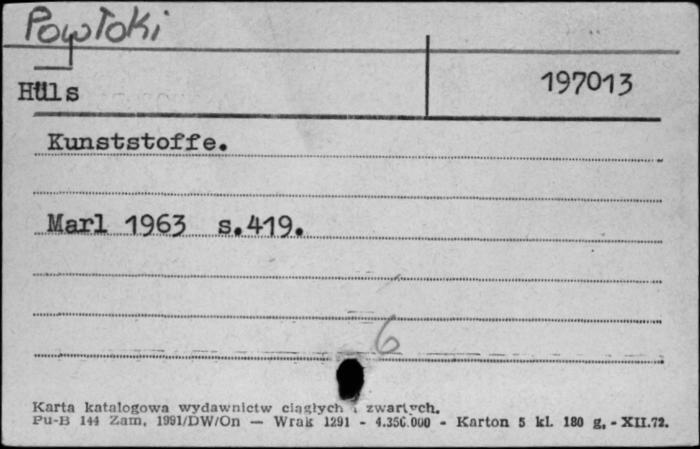 Powłoki
Hüls
197013
Kunststoffe.
Marl 1963 s.419.
6
Karta katalogowa wydawnictw ciągłych i zwartych.
Pu-B 144 Zam. 1991/DW/On — Wrak 1291 - 4.350.000 - Karton 5 kl. 180 g. - XII.72.